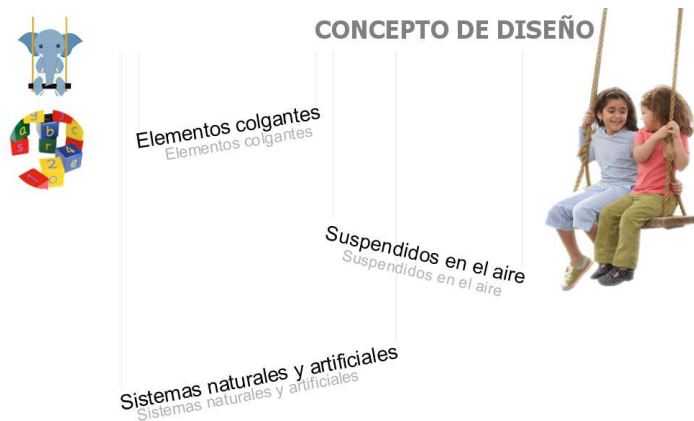 CONCEPTO DE DISEÑO
Elementos colgantes
Elementos colgantes
Suspendidos en el aire
Suspendidos en el aire
Sistemas naturales y artificiales
Sistemas naturales y artificiales